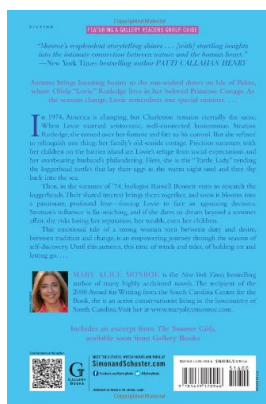 Copyrighted Material
FICTION
FEATURING A GALLERY READERS GROUP GUIDE
"Monroe's resplendent storytelling shines . . . [with] startling insights
into the intimate connection between nature and the human heart."
—New York Times bestselling author PATTI CALLAHAN HENRY
Autumn brings haunting beauty to the sun-soaked dunes on Isle of Palms,
where Olivia "Lovie" Rutledge lives in her beloved Primrose Cottage. As
the season change, Lovie remembers one special summer. . . .
In 1974, America is changing, but Charleston remains eternally the same.
When Lovie married aristocratic, well-connected businessman Stratton
Rutledge, she turned over her fortune and fate to his control. But she refused
to relinquish one thing: her family's old seaside cottage. Precious summers with
her children on the barrier island are Lovie's refuge from social expectations and
her overbearing husband's philandering. Here, she is the "Turtle Lady," tending
the loggerhead turtles that lay their eggs in the warm night sand and then slip
back into the sea.
Then, in the summer of '74, biologist Russell Bennett visits to research the
loggerheads. Their shared interest brings them together, and soon it blooms into
a passionate, profound love—forcing Lovie to face an agonizing decision.
Stratton's influence is far-reaching, and if she dares to dream beyond a summer
affair, she risks losing her reputation, her wealth, even her children.
This emotional tale of a strong woman torn between duty and desire,
between tradition and change, is an empowering journey through the seasons of
self-discovery. Until this autumn, this time of winds and tides, of holding on and
letting go. . . .
MARY ALICE MONROE is the New York Times bestselling
author of many highly acclaimed novels. The recipient of the
2008 Award for Writing from the South Carolina Center for the
Book, she is an active conservationist living in the lowcountry of
South Carolina. Visit her at www.maryalicemonroe.com.
Includes an excerpt from The Summer Girls,
available soon from Gallery Books
G
GALLERY
BOOKS
SimonandSchuster.com
Copyrighted Material